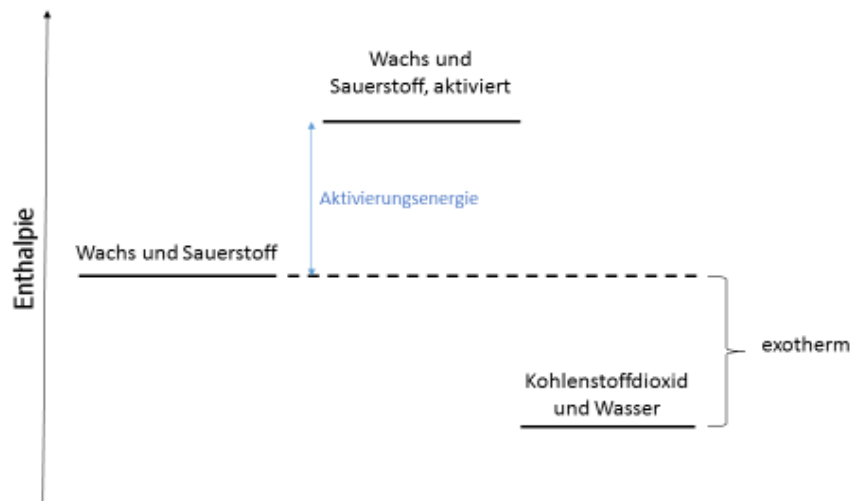 Wachs und
Sauerstoff, aktiviert
Aktivierungsenergie
Enthalpie
Wachs und Sauerstoff
exotherm
Kohlenstoffdioxid
und Wasser